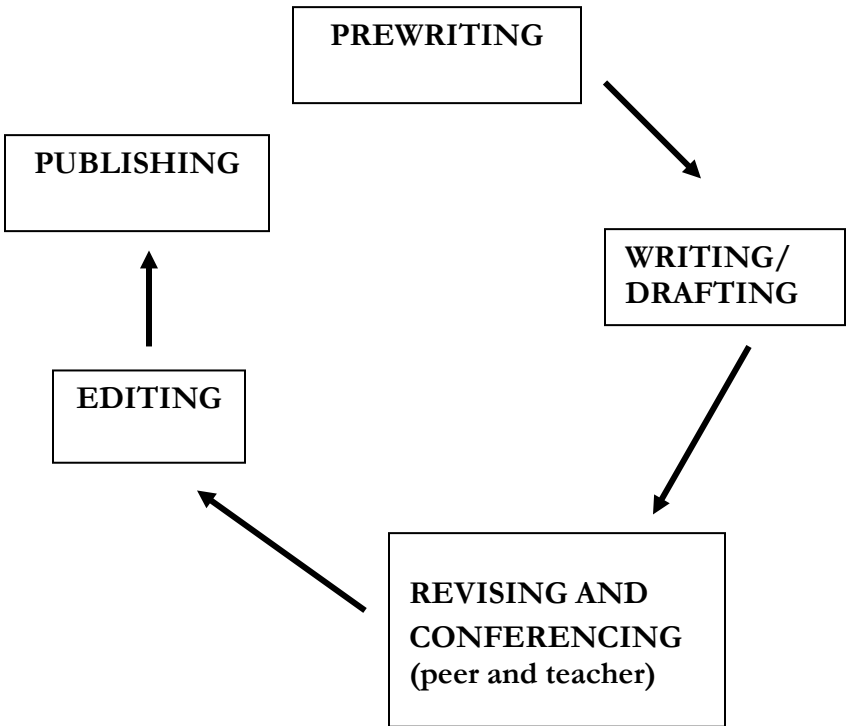 PREWRITING
WRITING/
DRAFTING
REVISING AND
CONFERENCING
(peer and teacher)
EDITING
PUBLISHING